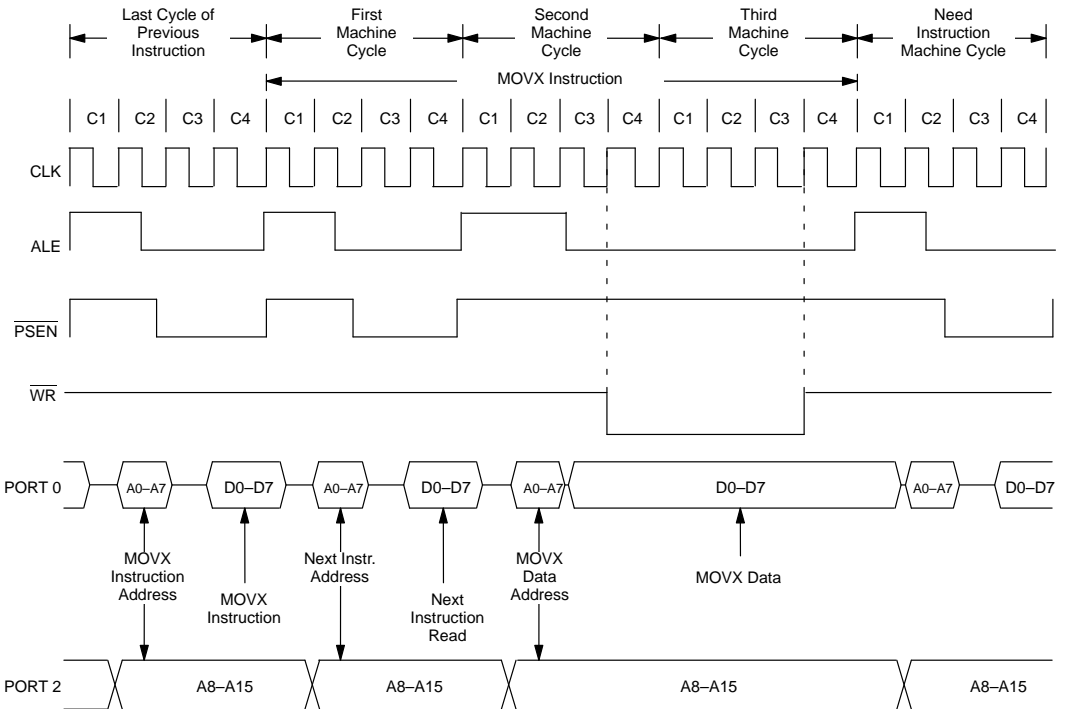 Last Cycle of
Previous
Instruction
First
Machine
Cycle
Second
Machine
Cycle
Third
Machine
Cycle
Need
Instruction
Machine Cycle
MOVX Instruction
C1 C2 C3 C4 C1 C2 C3 C4 C1 C2 C3 C4 C1 C2 C3 C4 C1 C2 C3 C4
CLK
ALE
PSEN
WR
PORT 0 A0–A7 D0–D7 A0–A7 D0–D7 A0–A7 D0–D7 A0–A7 D0–D7
MOVX
Instruction
Address
MOVX
Instruction
Next Instr.
Address
Next
Instruction
Read
MOVX
Data
Address
MOVX Data
PORT 2 A8–A15 A8–A15 A8–A15 A8–A15